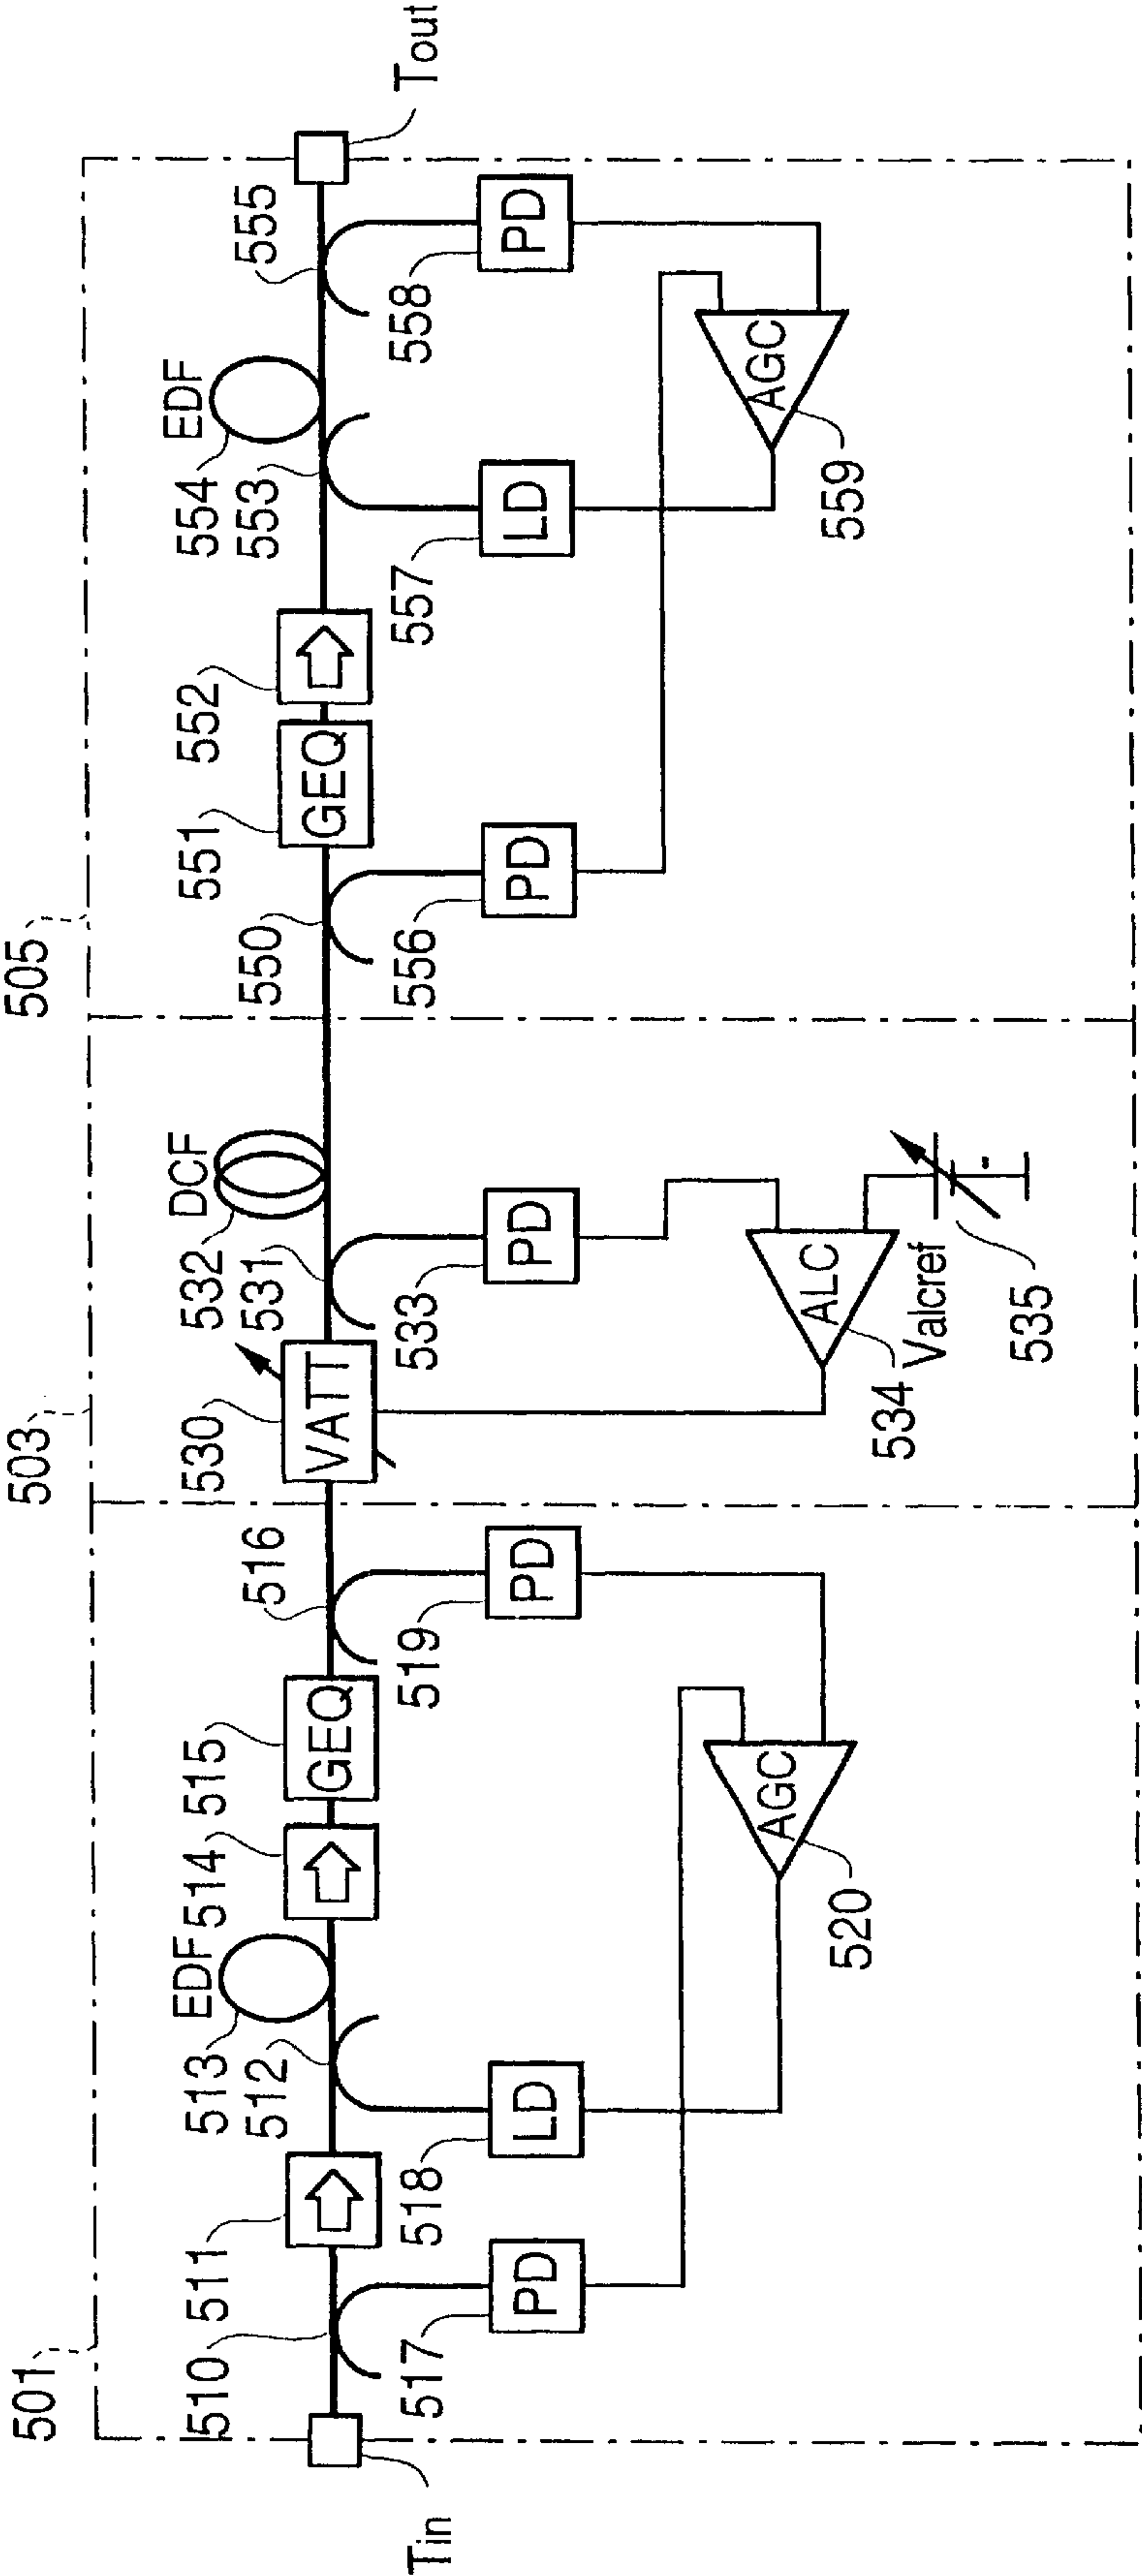 501
503
505
510
511
513
EDF
512
514
515
516
530
532
DCF
531
550
551
552
554
EDF
553
555
GEQ
VATT
GEQ
Tin
Tout
517
PD
518
LD
519
PD
533
PD
556
PD
557
LD
558
PD
AGC
520
ALC
534
Valcref
535
AGC
559